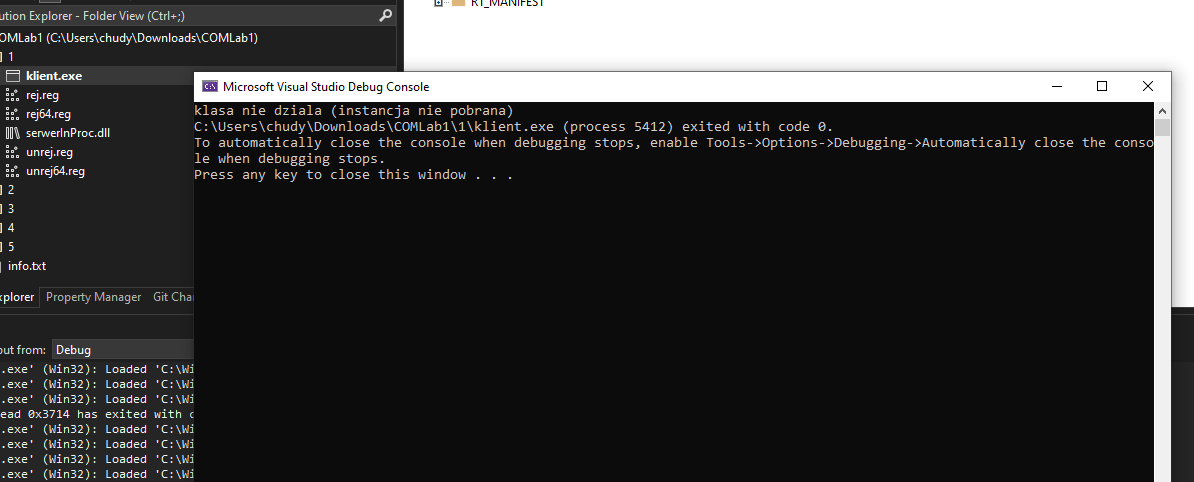 RT_MANIFEST
ution Explorer - Folder View (Ctrl+;)
OMLab1 (C:\Users\chudy\Downloads\COMLab1)
1
klient.exe
rej.reg
rej64.reg
serwerInProc.dll
unrej.reg
unrej64.reg
2
3
4
5
info.txt
xplorer Property Manager Git Cha
out from: Debug
.exe' (Win32): Loaded 'C:\Wi
.exe' (Win32): Loaded 'C:\Wi
.exe' (Win32): Loaded 'C:\Wi
ead 0x3714 has exited with c
.exe' (Win32): Loaded 'C:\Wi
.exe' (Win32): Loaded 'C:\Wi
.exe' (Win32): Loaded 'C:\Wi
.exe' (Win32): Loaded 'C:\Wi
C:\ Microsoft Visual Studio Debug Console
klasa nie dziala (instancja nie pobrana)
C:\Users\chudy\Downloads\COMLab1\1\klient.exe (process 5412) exited with code 0.
To automatically close the console when debugging stops, enable Tools->Options->Debugging->Automatically close the conso
le when debugging stops.
Press any key to close this window . . .